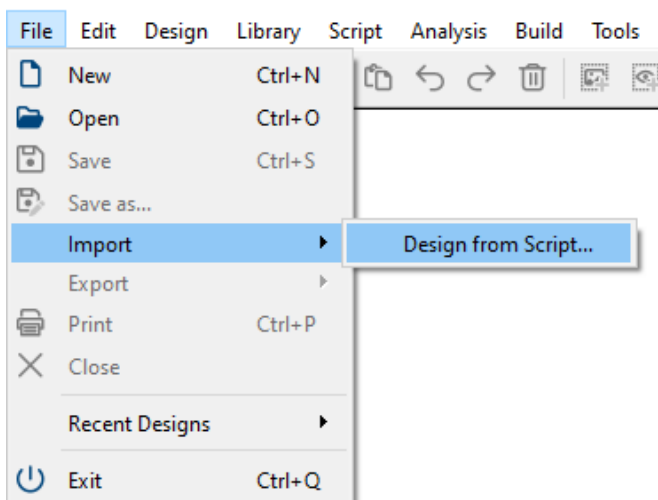 File Edit Design Library Script Analysis Build Tools
New Ctrl+N
Open Ctrl+O
Save Ctrl+S
Save as...
Import Design from Script...
Export
Print Ctrl+P
Close
Recent Designs
Exit Ctrl+Q